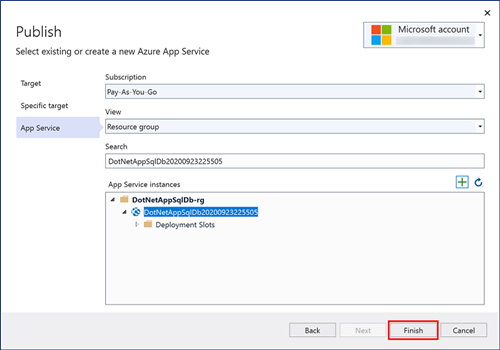 Publish
Microsoft account
Select existing or create a new Azure App Service
Target
Specific target
App Service
Subscription
Pay-As-You-Go
View
Resource group
Search
DotNetAppSqlDb20200923225505
App Service instances
DotNetAppSqlDb-rg
DotNetAppSqlDb20200923225505
Deployment Slots
Back
Next
Finish
Cancel